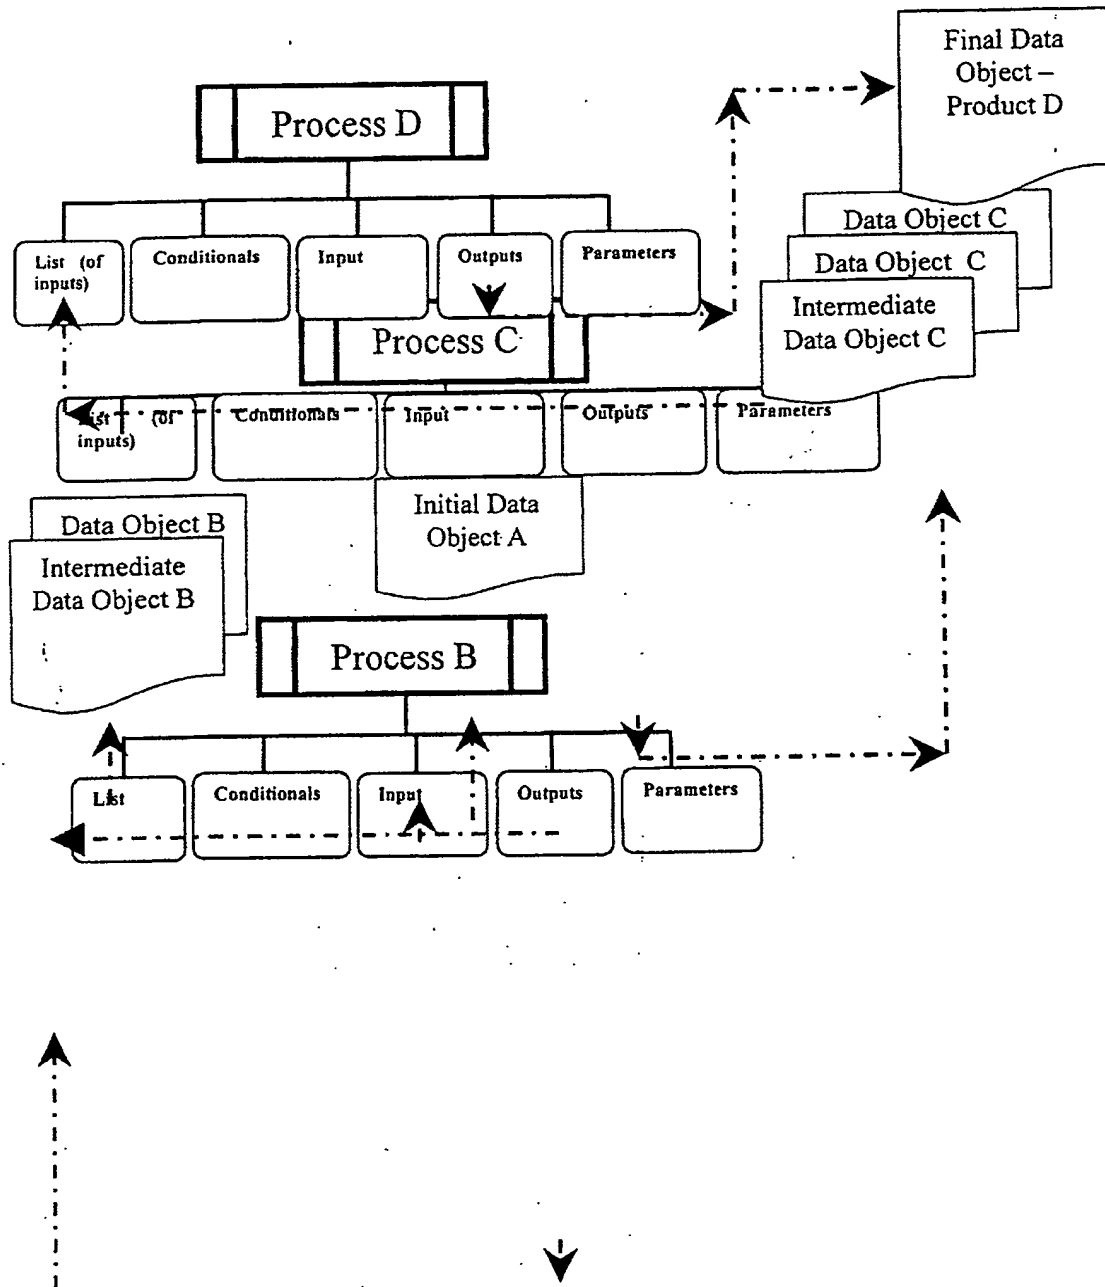 Final Data
Object –
Product D
Process D
Data Object C
List (of
inputs)
Conditionals
Input
Outputs
Parameters
Data Object C
Intermediate
Data Object C
Process C
List (of
inputs)
Conditionals
Input
Outputs
Parameters
Initial Data
Object A
Data Object B
Intermediate
Data Object B
Process B
List
Conditionals
Input
Outputs
Parameters